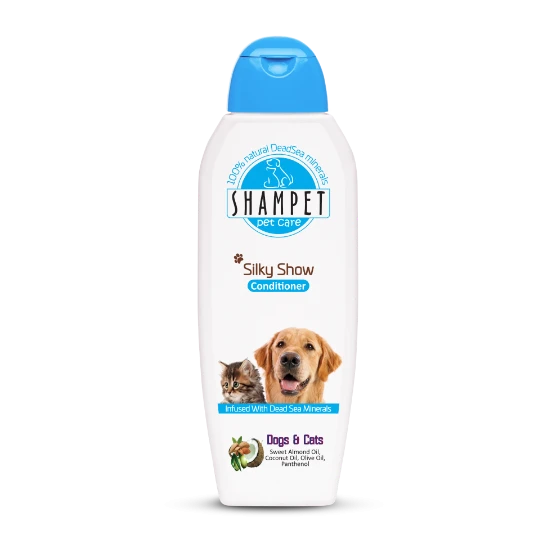 100% natural DeadSea minerals
SHAMPET
pet care
Silky Show
Conditioner
Infused With Dead Sea Minerals
Dogs & Cats
Sweet Almond Oil,
Coconut Oil, Olive Oil,
Panthenol